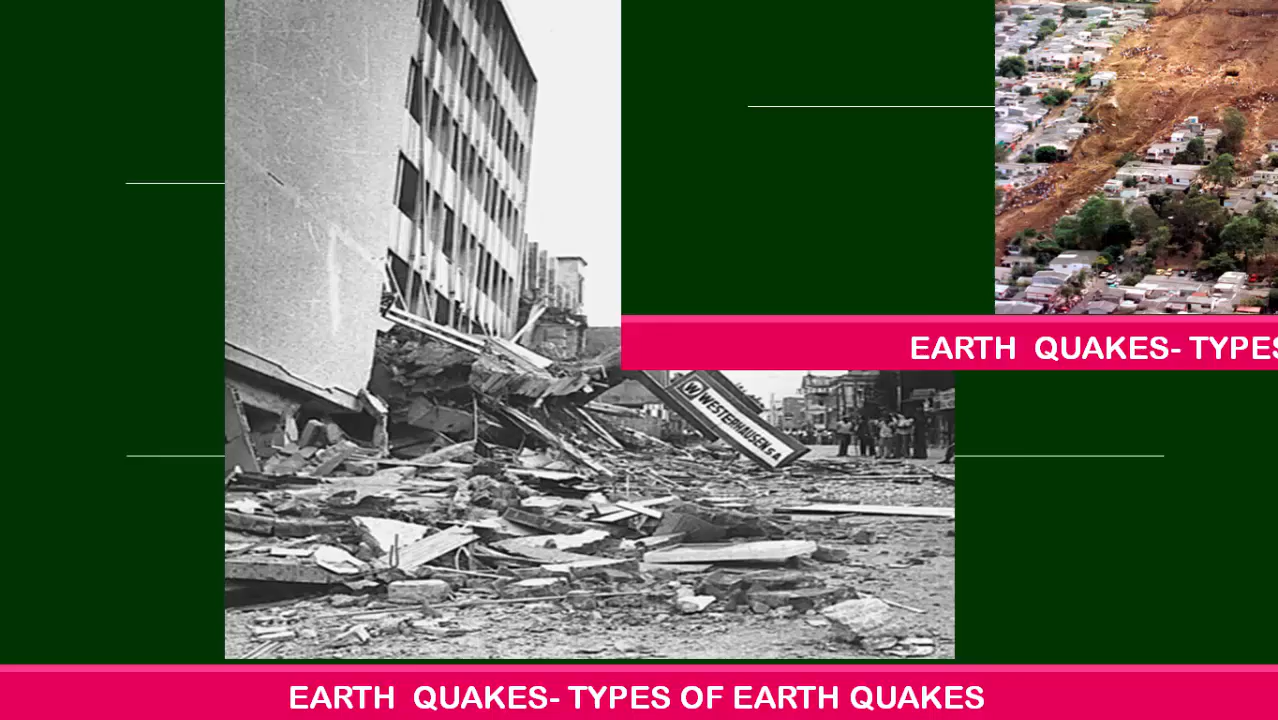 EARTH  QUAKES- TYPES
WESTERHAUSEN S A
EARTH  QUAKES- TYPES OF EARTH QUAKES